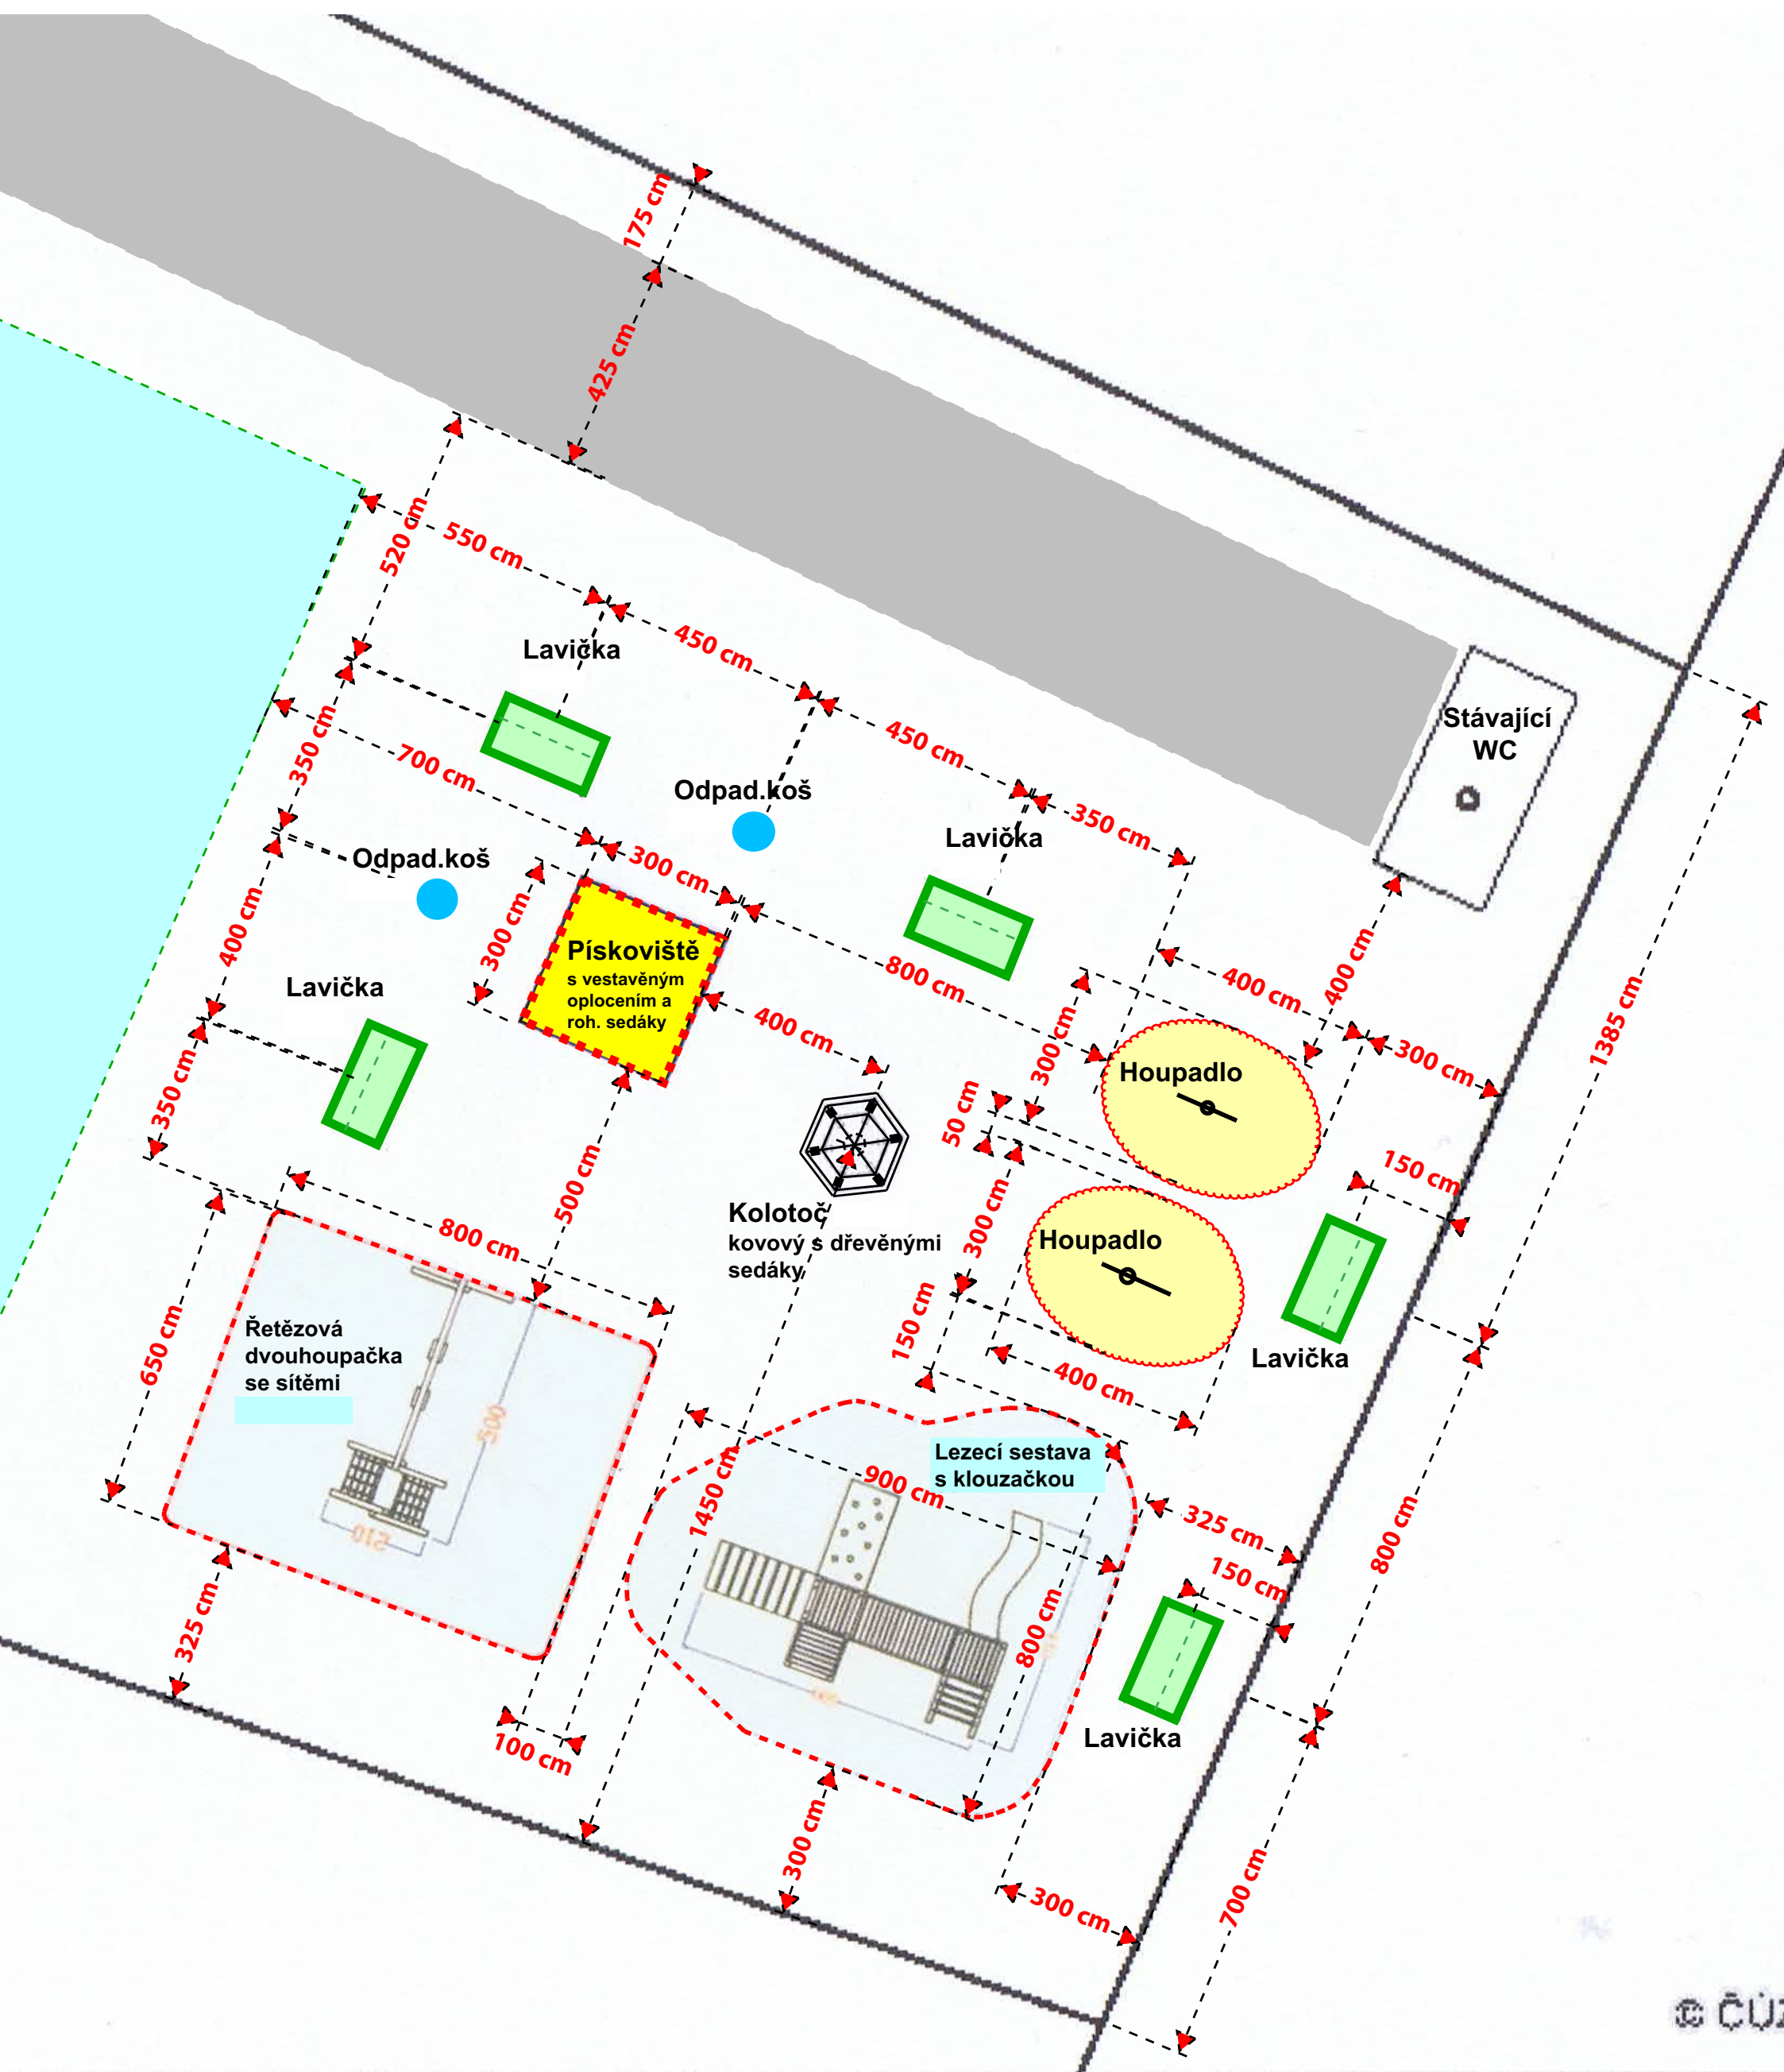 175 cm
425 cm
520 cm
550 cm
Lavička
450 cm
350 cm
700 cm
Odpad.koš
450 cm
Lavička
350 cm
Stávající
WC
Odpad.koš
300 cm
400 cm
300 cm
Pískoviště
s vestavěným
oplocením a
roh. sedáky
800 cm
400 cm
400 cm
Lavička
400 cm
300 cm
300 cm
1385 cm
350 cm
50 cm
Houpadlo
150 cm
500 cm
Kolotoč
kovový s dřevěnými
sedáky
300 cm
Houpadlo
800 cm
650 cm
Řetězová
dvouhoupačka
se sítěmi
150 cm
400 cm
Lavička
500
510
1450 cm
900 cm
Lezecí sestava
s klouzačkou
325 cm
150 cm
800 cm
800 cm
325 cm
100 cm
Lavička
300 cm
300 cm
700 cm
© ČÚZ